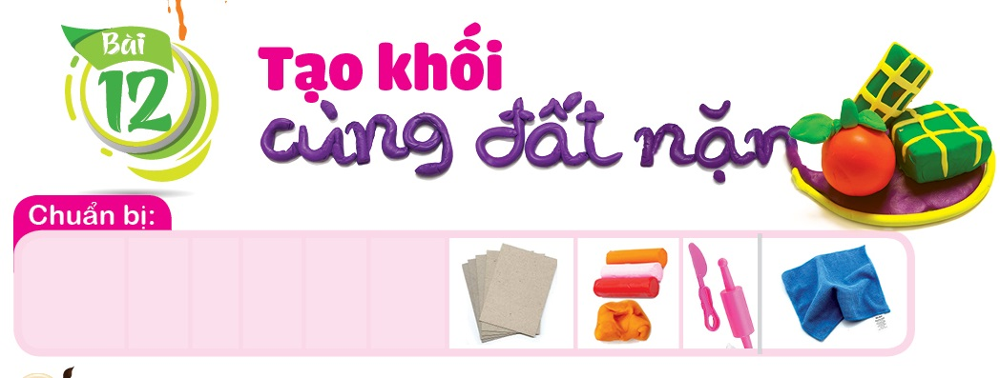 Bài
12
Tạo khối
cùng đất nặn
Chuẩn bị: